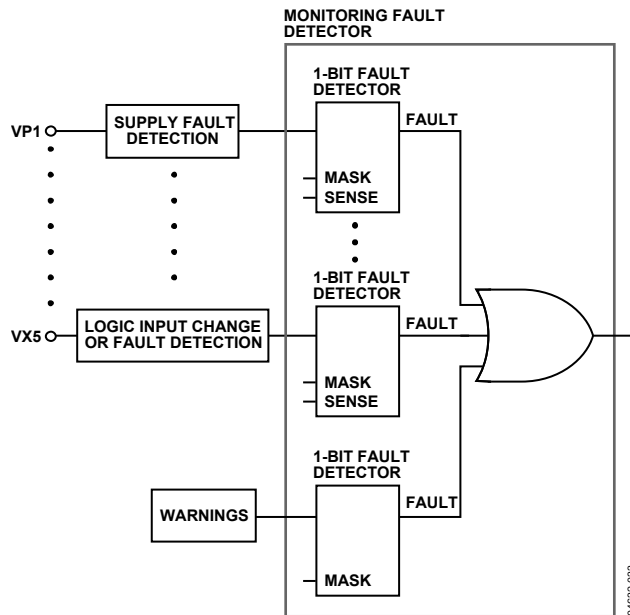 MONITORING FAULT
DETECTOR
1-BIT FAULT
DETECTOR
VP1
SUPPLY FAULT
DETECTION
FAULT
MASK
SENSE
1-BIT FAULT
DETECTOR
VX5
LOGIC INPUT CHANGE
OR FAULT DETECTION
FAULT
MASK
SENSE
1-BIT FAULT
DETECTOR
WARNINGS
FAULT
MASK